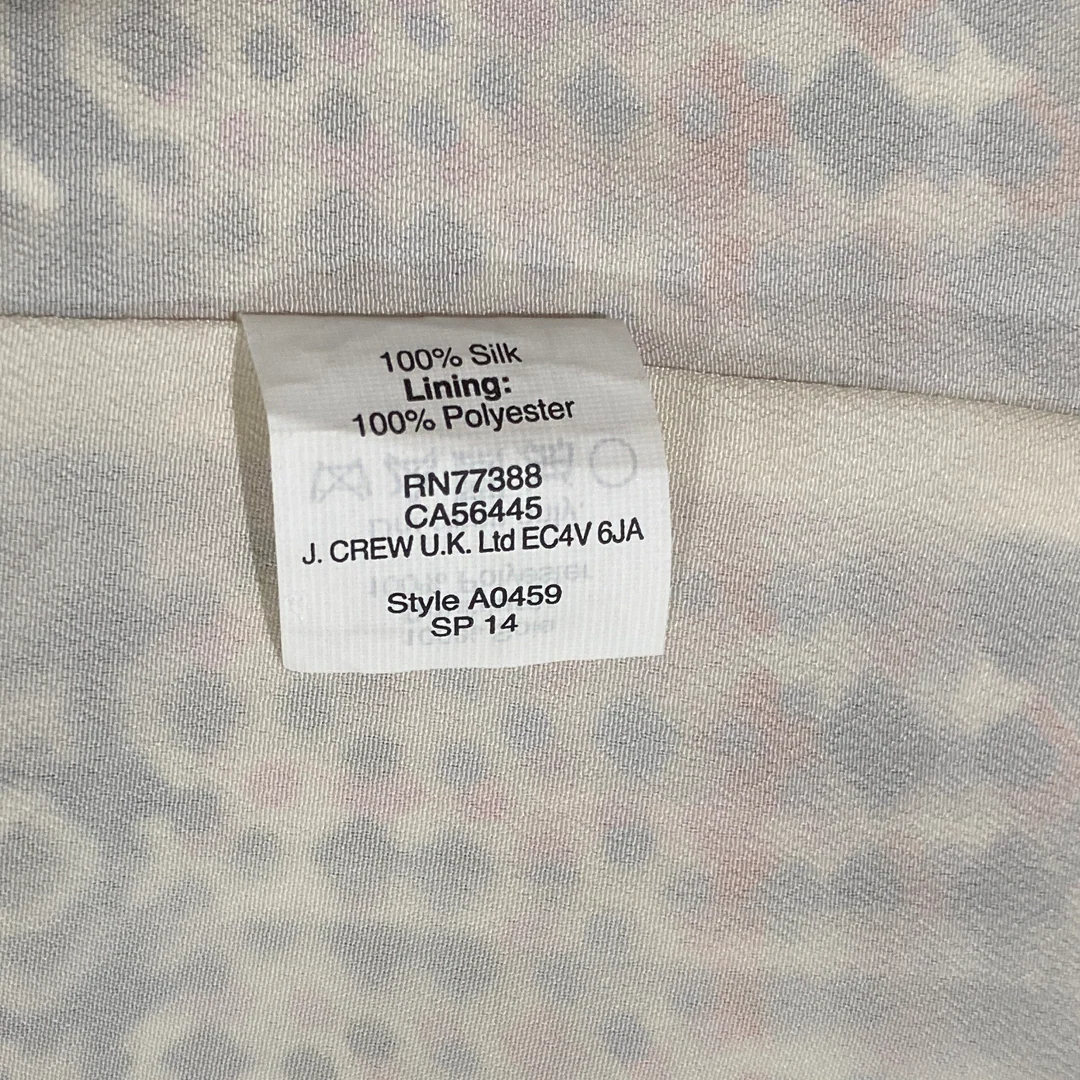 100% Silk
Lining:
100% Polyester
RN77388
CA56445
J. CREW U.K. Ltd EC4V 6JA
Style A0459
SP 14